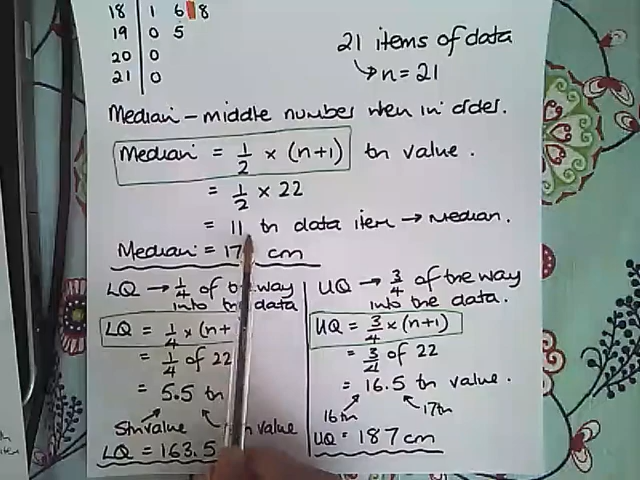 18 | 1 6 8
19 | 0 5
20 | 0
21 | 0
21 items of data
↳ n = 21
Median - middle number when in order.
Median = 1/2 × (n+1) th value.
= 1/2 × 22
= 11 th data item → Median.
Median = 17 cm
LQ → 1/4 of the way
into the data
LQ = 1/4 × (n+
= 1/4 of 22
= 5.5 th
5th value value
LQ = 163.5
UQ → 3/4 of the way
into the data.
UQ = 3/4 × (n+1)
= 3/4 of 22
= 16.5 th value.
16th 17th
UQ = 187 cm